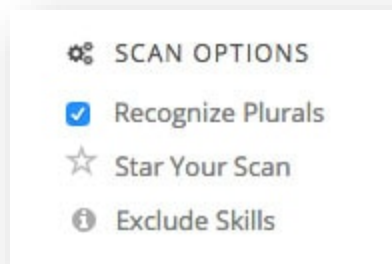 SCAN OPTIONS
Recognize Plurals
Star Your Scan
Exclude Skills